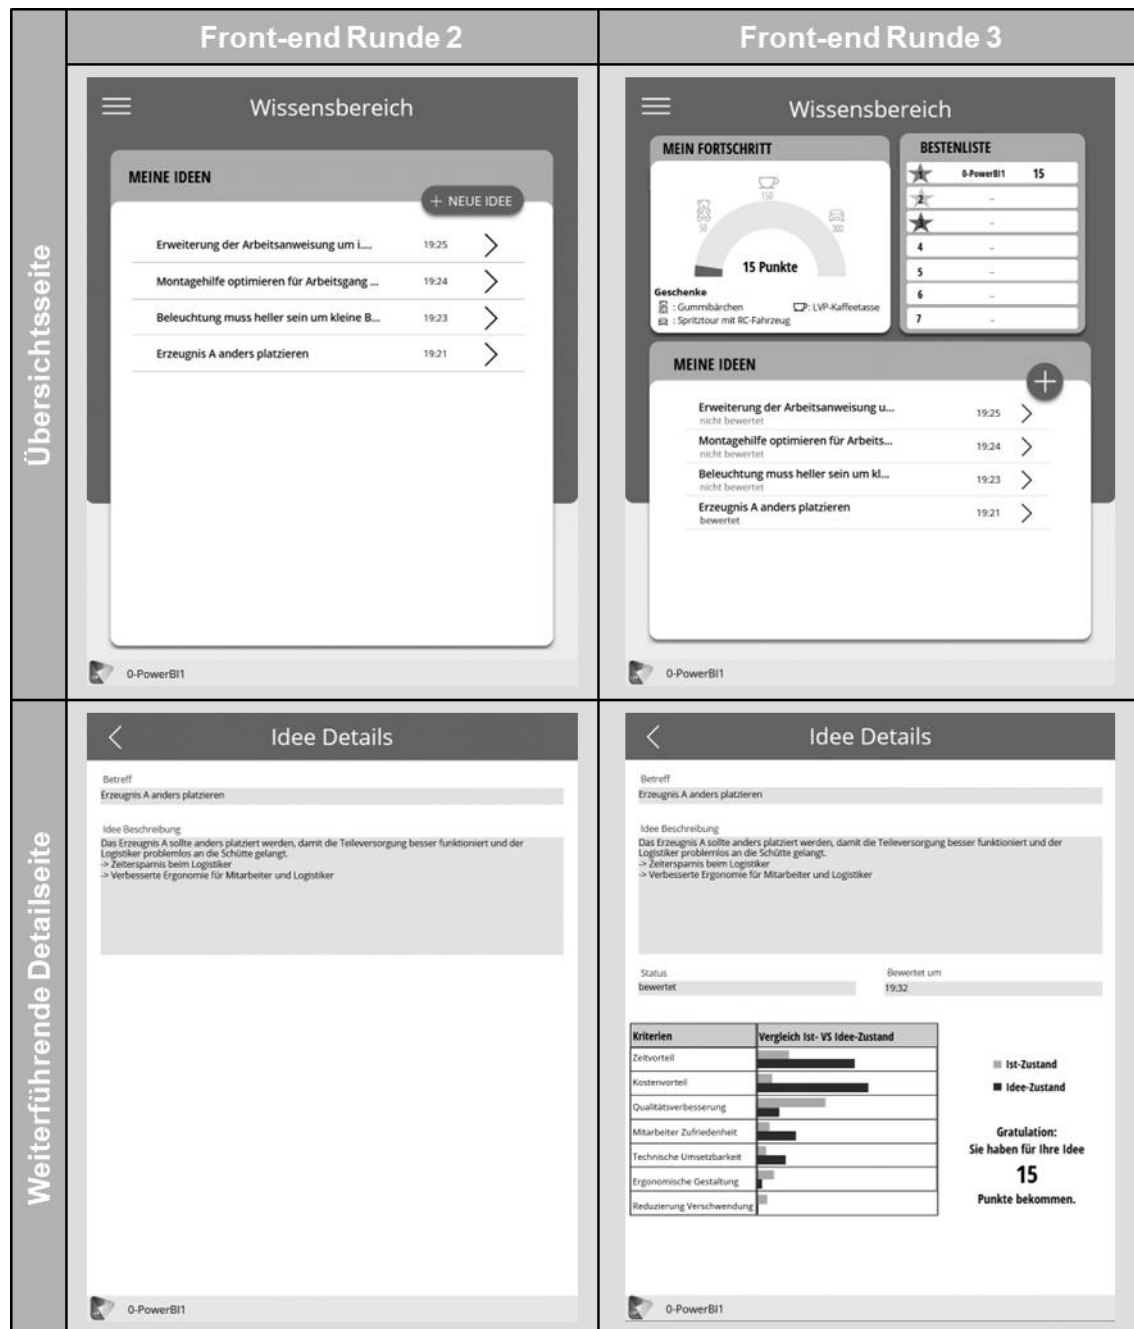 Front-end Runde 2
Front-end Runde 3
Übersichtsseite
Wissensbereich
MEINE IDEEN
+ NEUE IDEE
Erweiterung der Arbeitsanweisung um i.... 19:25
Montagehilfe optimieren für Arbeitsgang ... 19:24
Beleuchtung muss heller sein um kleine B... 19:23
Erzeugnis A anders platzieren 19:21
0-PowerBI1
Wissensbereich
MEIN FORTSCHRITT
150
50
300
15 Punkte
Geschenke
: Gummibärchen : LVP-Kaffeetasse
: Spritztour mit RC-Fahrzeug
BESTENLISTE
1 0-PowerBI1 15
2 -
3 -
4 -
5 -
6 -
7 -
MEINE IDEEN
+
Erweiterung der Arbeitsanweisung u... 19:25
nicht bewertet
Montagehilfe optimieren für Arbeits... 19:24
nicht bewertet
Beleuchtung muss heller sein um kl... 19:23
nicht bewertet
Erzeugnis A anders platzieren 19:21
bewertet
0-PowerBI1
Weiterführende Detailseite
Idee Details
Betreff
Erzeugnis A anders platzieren
Idee Beschreibung
Das Erzeugnis A sollte anders platziert werden, damit die Teileversorgung besser funktioniert und der
Logistiker problemlos an die Schütte gelangt.
-> Zeitersparnis beim Logistiker
-> Verbesserte Ergonomie für Mitarbeiter und Logistiker
0-PowerBI1
Idee Details
Betreff
Erzeugnis A anders platzieren
Idee Beschreibung
Das Erzeugnis A sollte anders platziert werden, damit die Teileversorgung besser funktioniert und der
Logistiker problemlos an die Schütte gelangt.
-> Zeitersparnis beim Logistiker
-> Verbesserte Ergonomie für Mitarbeiter und Logistiker
Status
bewertet
Bewertet um
19:32
Kriterien Vergleich Ist- VS Idee-Zustand
Zeitvorteil
Kostenvorteil
Qualitätsverbesserung
Mitarbeiter Zufriedenheit
Technische Umsetzbarkeit
Ergonomische Gestaltung
Reduzierung Verschwendung
Ist-Zustand
Idee-Zustand
Gratulation:
Sie haben für Ihre Idee
15
Punkte bekommen.
0-PowerBI1